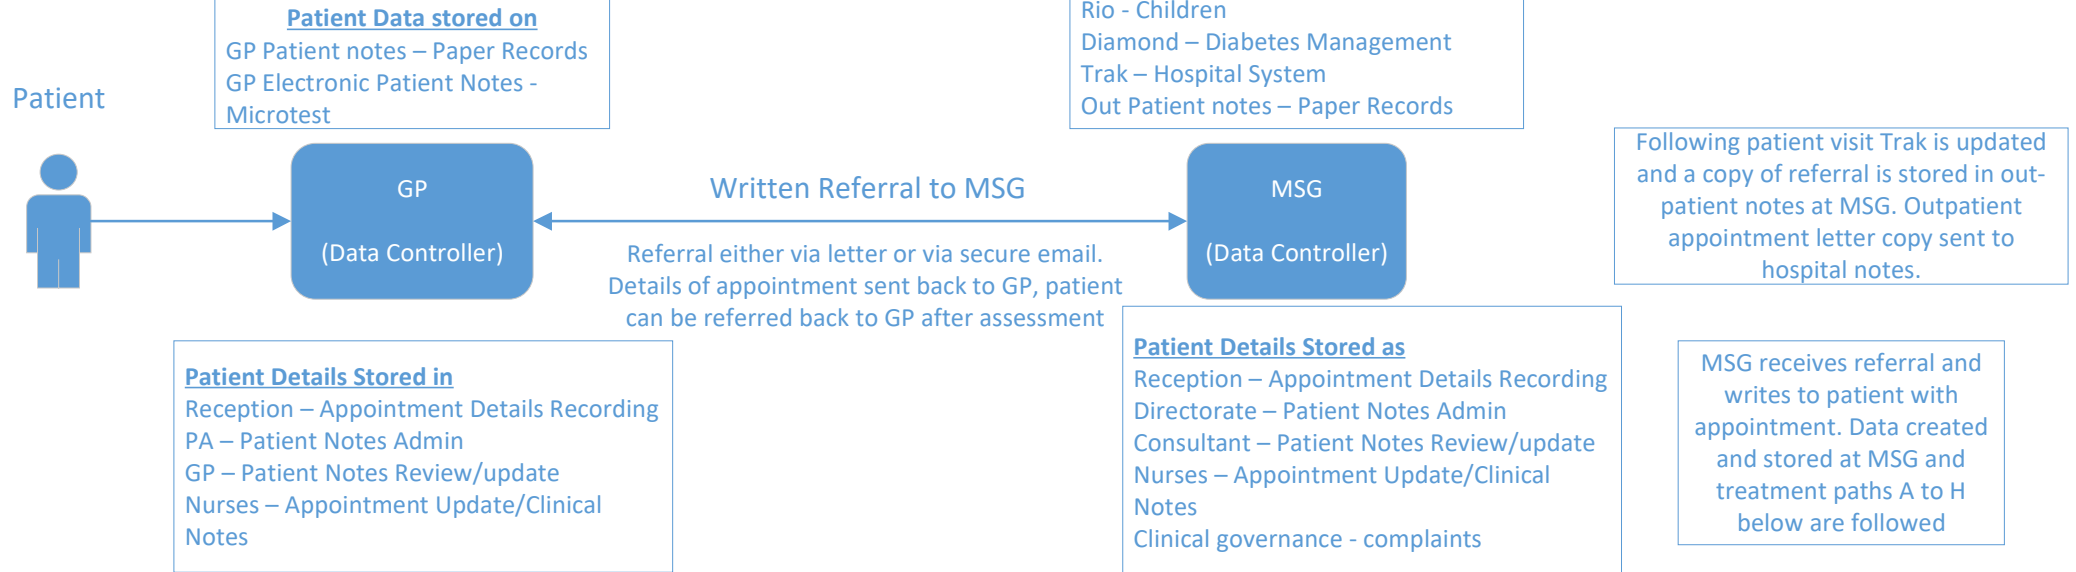 Patient Data stored on
GP Patient notes – Paper Records
GP Electronic Patient Notes -
Microtest
Rio - Children
Diamond – Diabetes Management
Trak – Hospital System
Out Patient notes – Paper Records
Patient
GP
(Data Controller)
Written Referral to MSG
Referral either via letter or via secure email.
Details of appointment sent back to GP, patient
can be referred back to GP after assessment
MSG
(Data Controller)
Following patient visit Trak is updated
and a copy of referral is stored in out-
patient notes at MSG. Outpatient
appointment letter copy sent to
hospital notes.
Patient Details Stored in
Reception – Appointment Details Recording
PA – Patient Notes Admin
GP – Patient Notes Review/update
Nurses – Appointment Update/Clinical
Notes
Patient Details Stored as
Reception – Appointment Details Recording
Directorate – Patient Notes Admin
Consultant – Patient Notes Review/update
Nurses – Appointment Update/Clinical
Notes
Clinical governance - complaints
MSG receives referral and
writes to patient with
appointment. Data created
and stored at MSG and
treatment paths A to H
below are followed